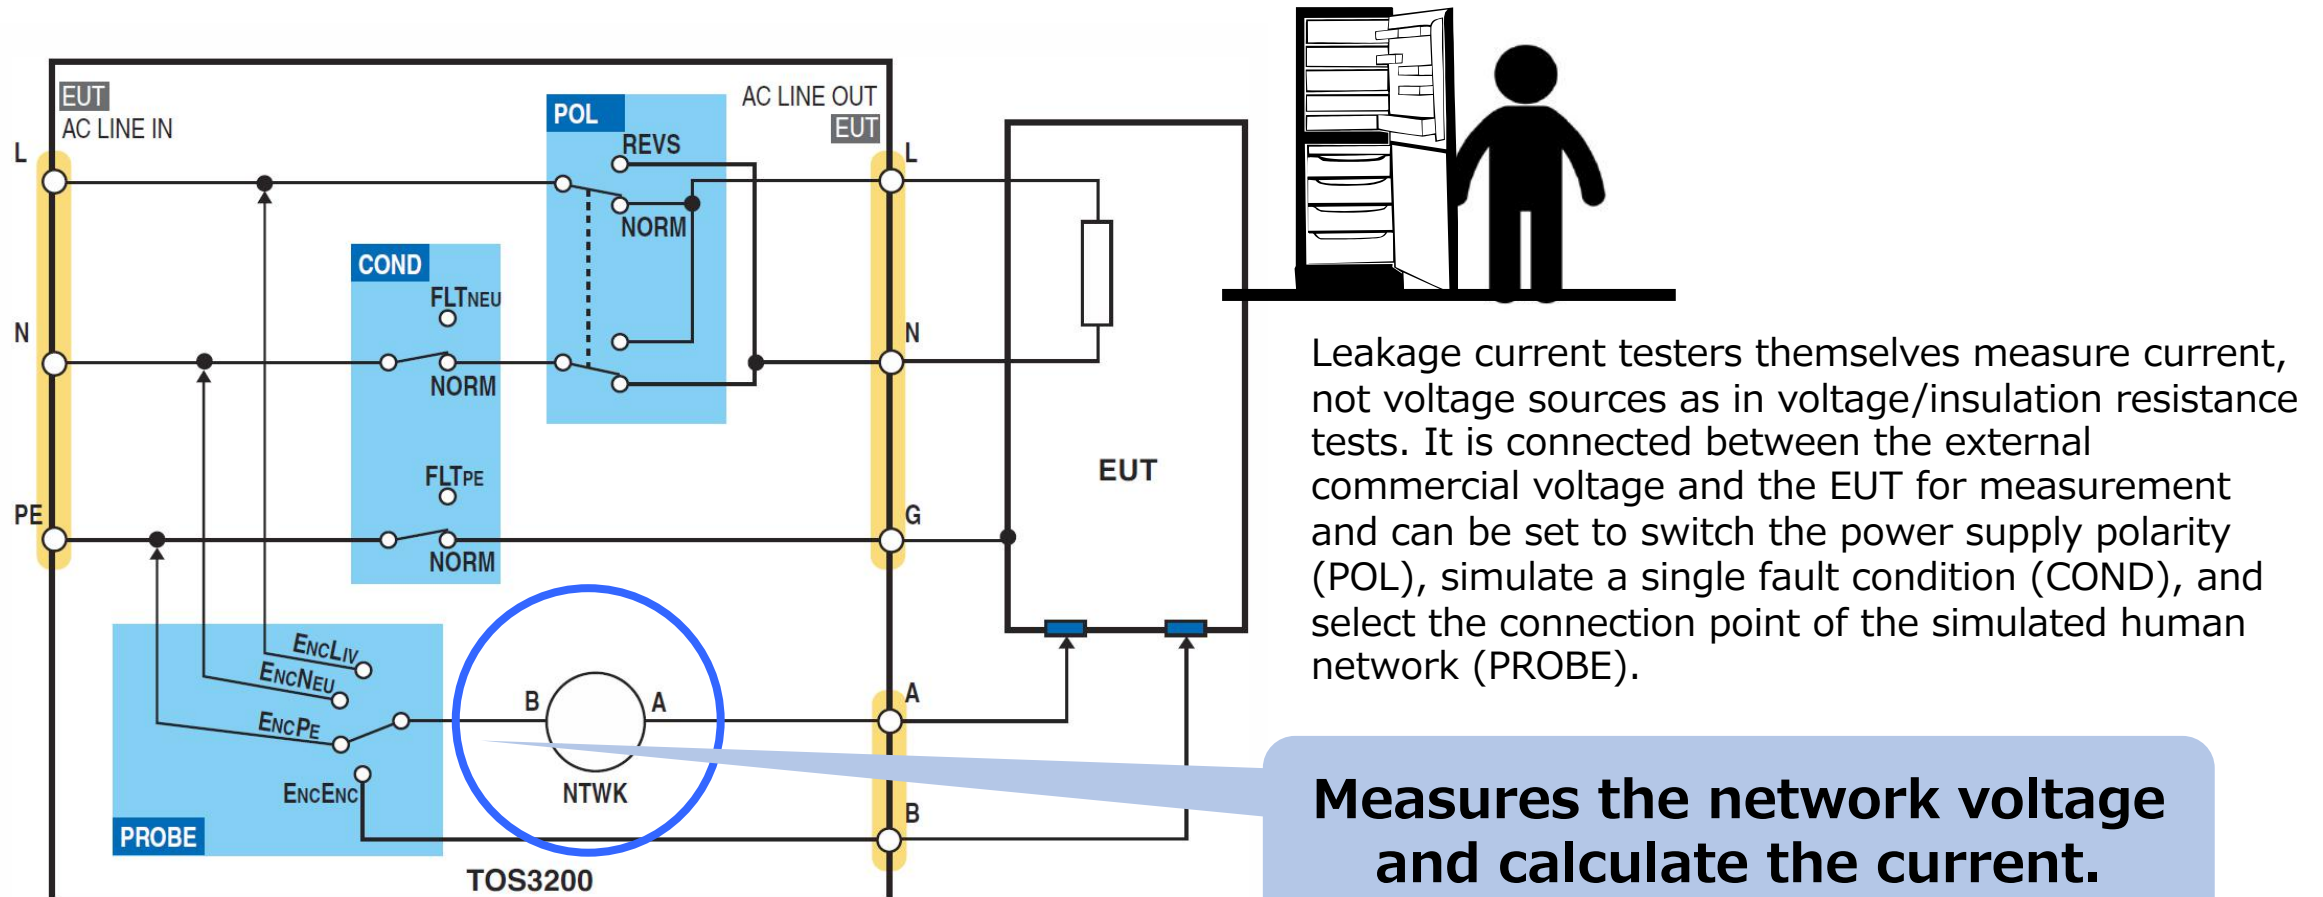 EUT
AC LINE IN
POL
AC LINE OUT
EUT
REVS
L
L
NORM
COND
FLTNEU
N
N
NORM
FLTPE
EUT
PE
G
NORM
ENCLIV
ENCNEU
ENCPE
B
A
A
NTWK
ENCENC
B
PROBE
TOS3200
Leakage current testers themselves measure current,
not voltage sources as in voltage/insulation resistance
tests. It is connected between the external
commercial voltage and the EUT for measurement
and can be set to switch the power supply polarity
(POL), simulate a single fault condition (COND), and
select the connection point of the simulated human
network (PROBE).
Measures the network voltage
and calculate the current.